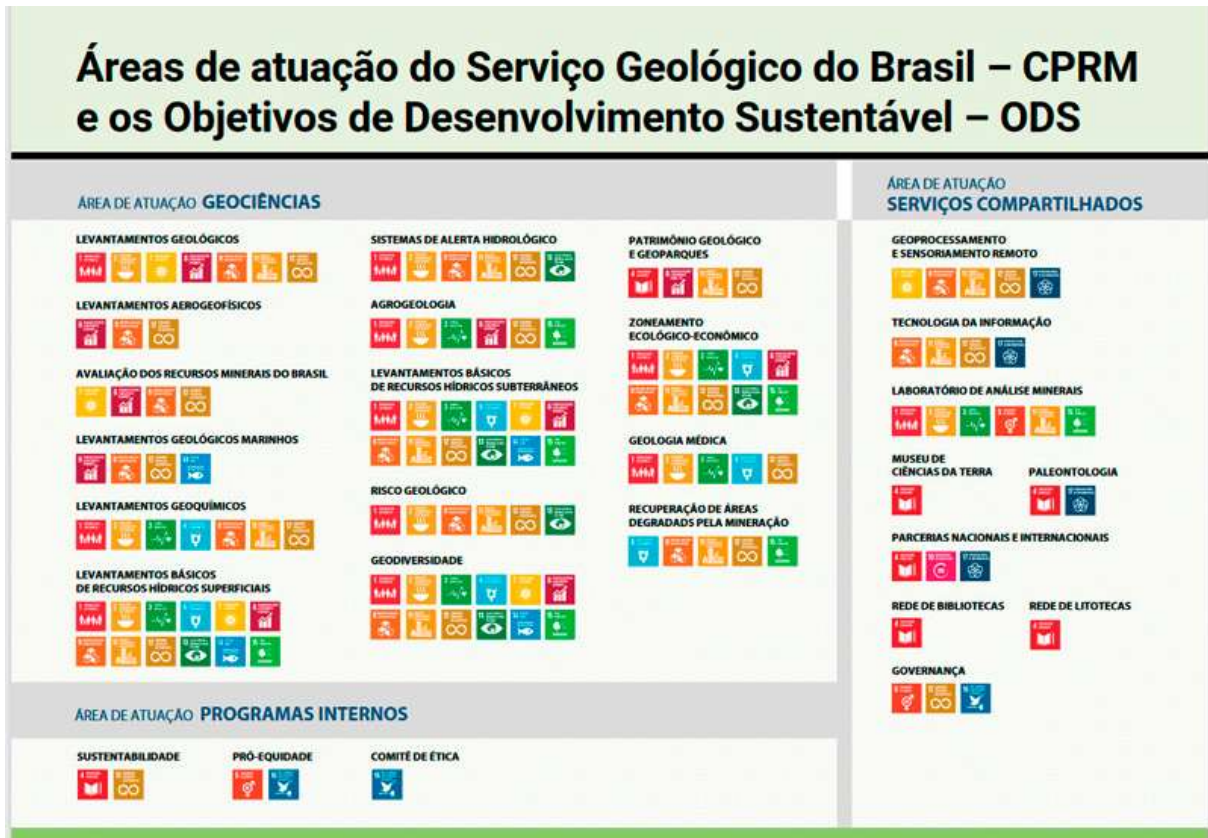 Áreas de atuação do Serviço Geológico do Brasil – CPRM
e os Objetivos de Desenvolvimento Sustentável – ODS
ÁREA DE ATUAÇÃO GEOCIÊNCIAS
LEVANTAMENTOS GEOLÓGICOS
LEVANTAMENTOS AEROGEOFÍSICOS
AVALIAÇÃO DOS RECURSOS MINERAIS DO BRASIL
LEVANTAMENTOS GEOLÓGICOS MARINHOS
LEVANTAMENTOS GEOQUÍMICOS
LEVANTAMENTOS BÁSICOS
DE RECURSOS HÍDRICOS SUPERFICIAIS
SISTEMAS DE ALERTA HIDROLÓGICO
AGROGEOLOGIA
LEVANTAMENTOS BÁSICOS
DE RECURSOS HÍDRICOS SUBTERRÂNEOS
RISCO GEOLÓGICO
GEODIVERSIDADE
PATRIMÔNIO GEOLÓGICO
E GEOPARQUES
ZONEAMENTO
ECOLÓGICO-ECONÔMICO
GEOLOGIA MÉDICA
RECUPERAÇÃO DE ÁREAS
DEGRADADS PELA MINERAÇÃO
ÁREA DE ATUAÇÃO
SERVIÇOS COMPARTILHADOS
GEOPROCESSAMENTO
E SENSORIAMENTO REMOTO
TECNOLOGIA DA INFORMAÇÃO
LABORATÓRIO DE ANÁLISE MINERAIS
MUSEU DE
CIÊNCIAS DA TERRA
PALEONTOLOGIA
PARCERIAS NACIONAIS E INTERNACIONAIS
REDE DE BIBLIOTECAS
REDE DE LITOTECAS
GOVERNANÇA
ÁREA DE ATUAÇÃO PROGRAMAS INTERNOS
SUSTENTABILIDADE
PRÓ-EQUIDADE
COMITÊ DE ÉTICA